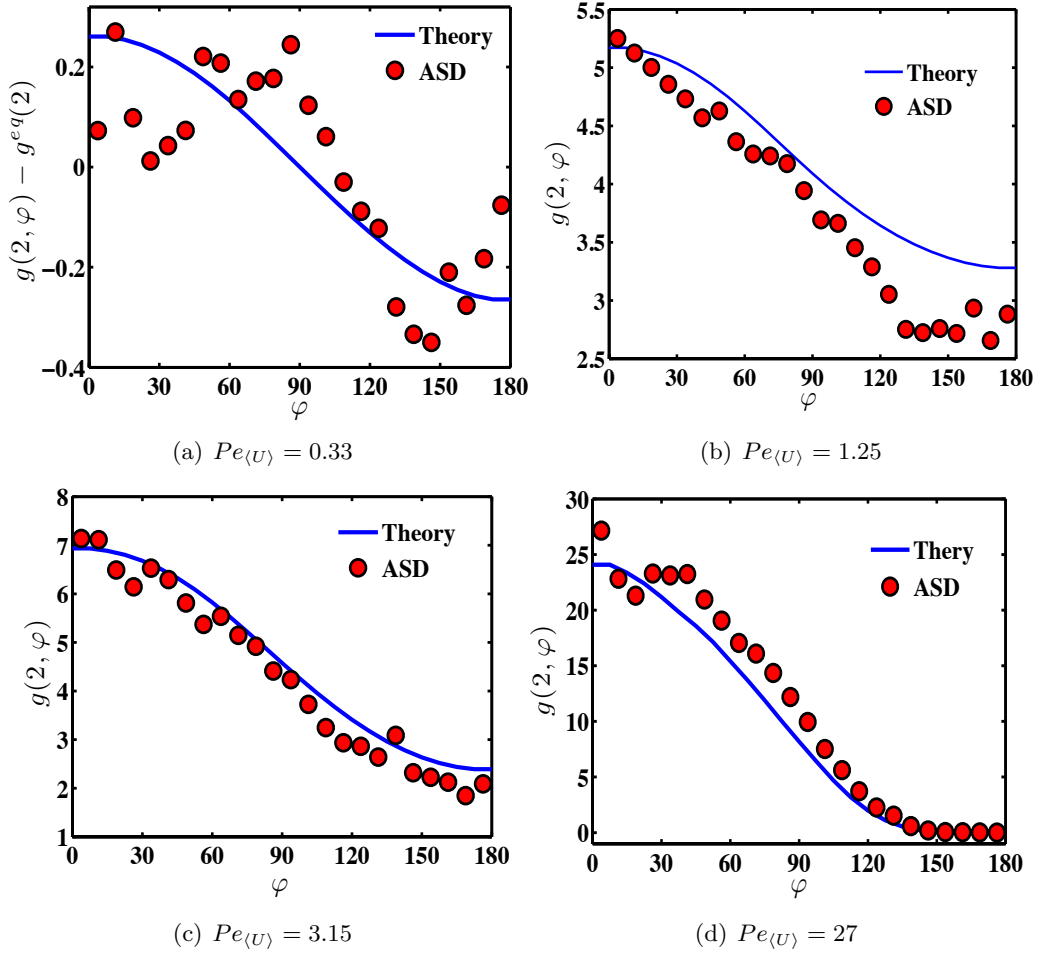 g(2, φ) − g^{eq}(2)
0.2
0
−0.2
−0.4
Theory
ASD
0 30 60 90 120 150 180
φ
(a) Pe⟨U⟩ = 0.33
g(2, φ)
5.5
5
4.5
4
3.5
3
2.5
Theory
ASD
0 30 60 90 120 150 180
φ
(b) Pe⟨U⟩ = 1.25
g(2, φ)
8
7
6
5
4
3
2
1
Theory
ASD
0 30 60 90 120 150 180
φ
(c) Pe⟨U⟩ = 3.15
g(2, φ)
30
25
20
15
10
5
0
Thery
ASD
0 30 60 90 120 150 180
φ
(d) Pe⟨U⟩ = 27